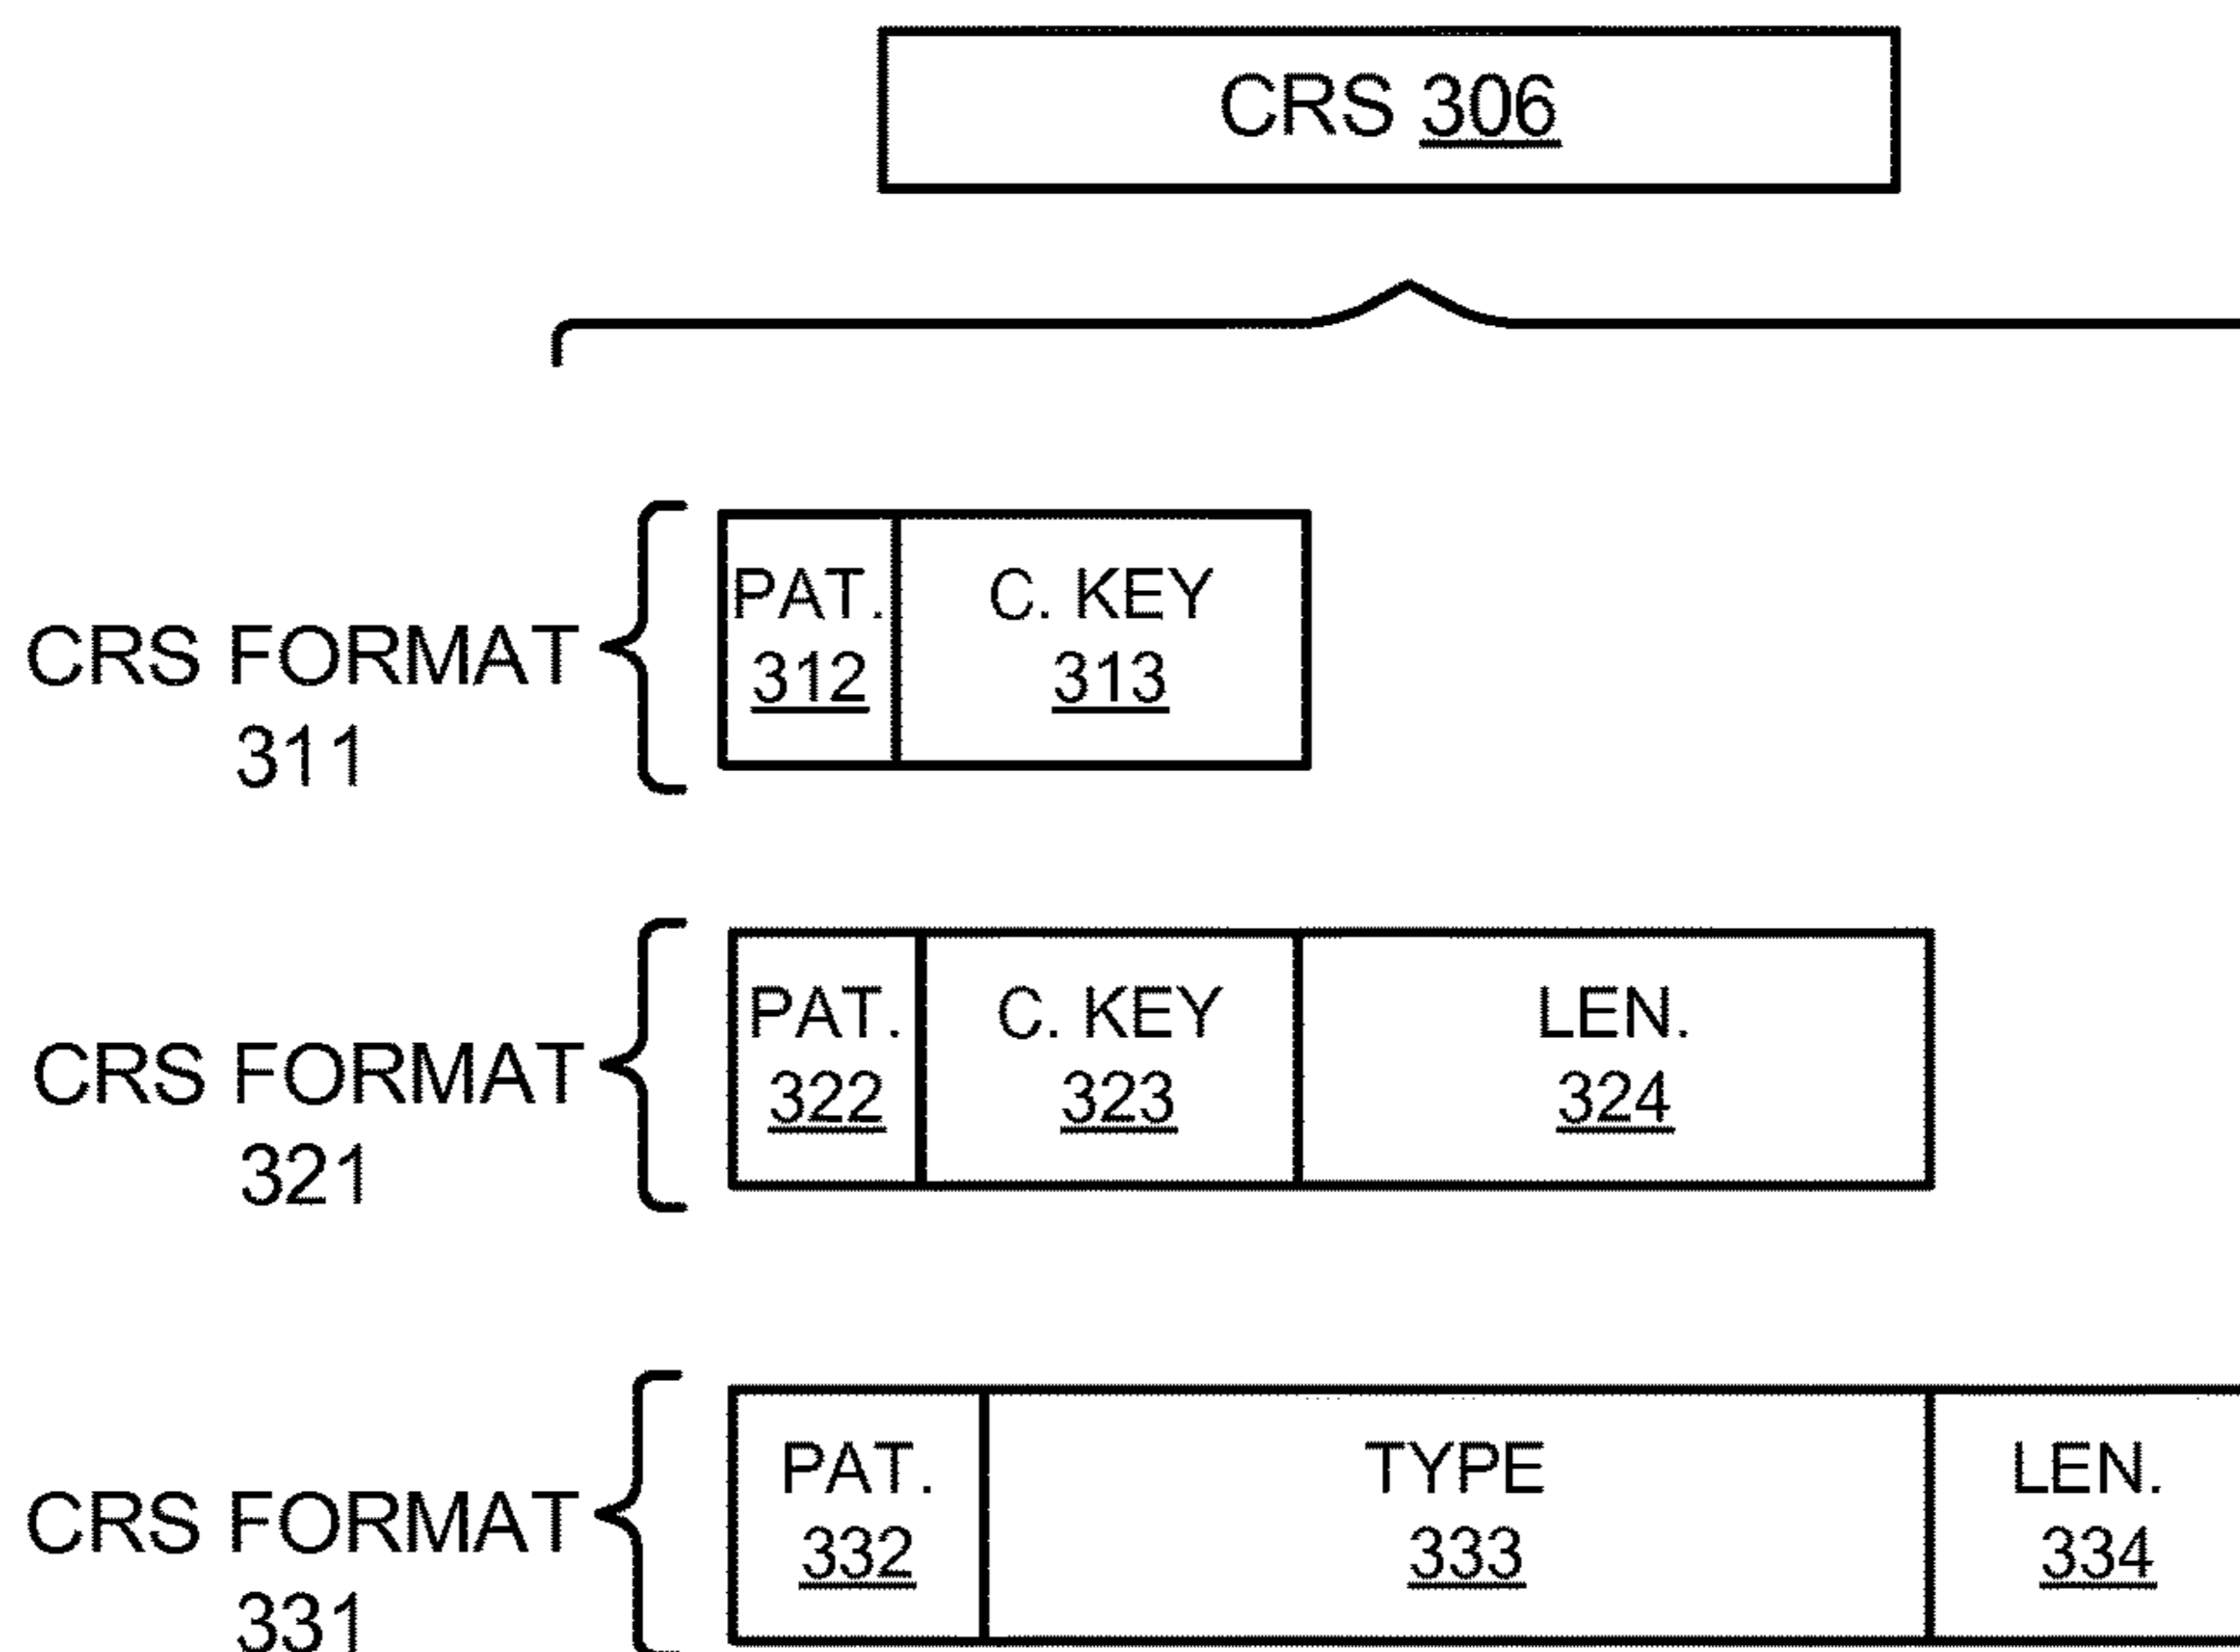 CRS 306
CRS FORMAT
311
PAT.
312
C. KEY
313
CRS FORMAT
321
PAT.
322
C. KEY
323
LEN.
324
CRS FORMAT
331
PAT.
332
TYPE
333
LEN.
334